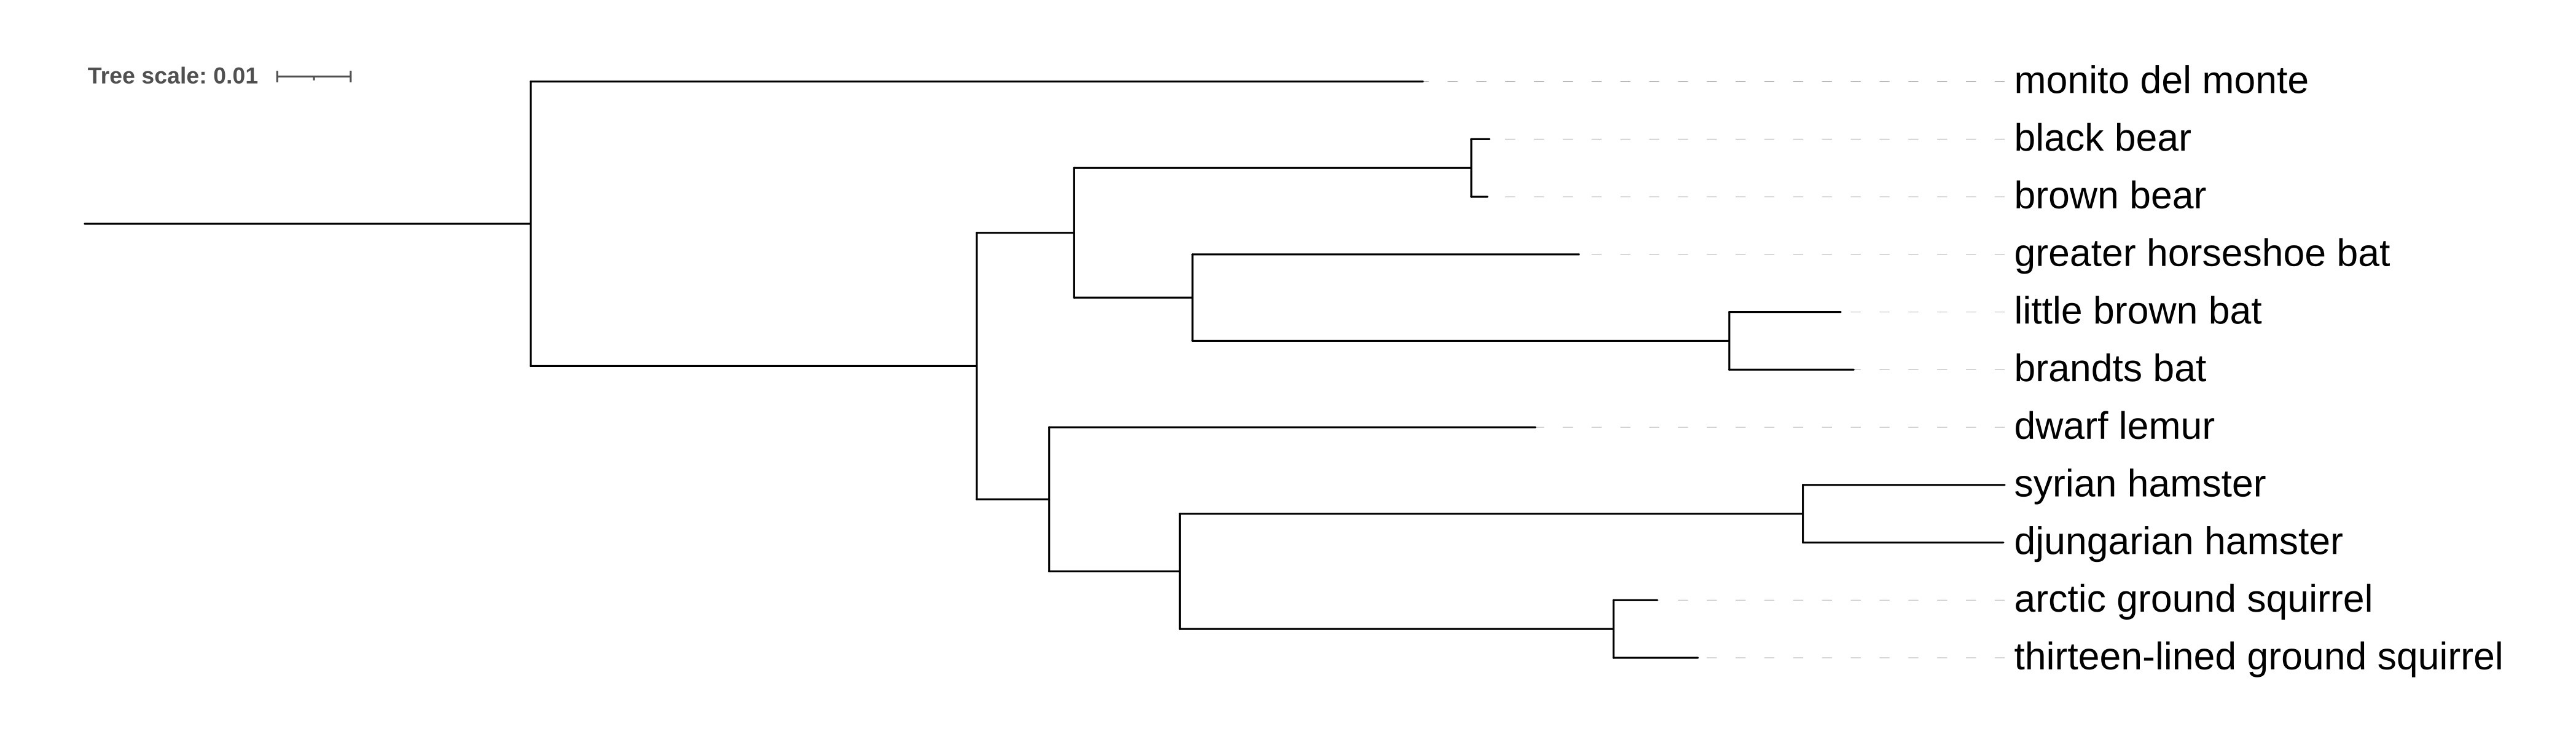 Tree scale: 0.01
monito del monte
black bear
brown bear
greater horseshoe bat
little brown bat
brandts bat
dwarf lemur
syrian hamster
djungarian hamster
arctic ground squirrel
thirteen-lined ground squirrel